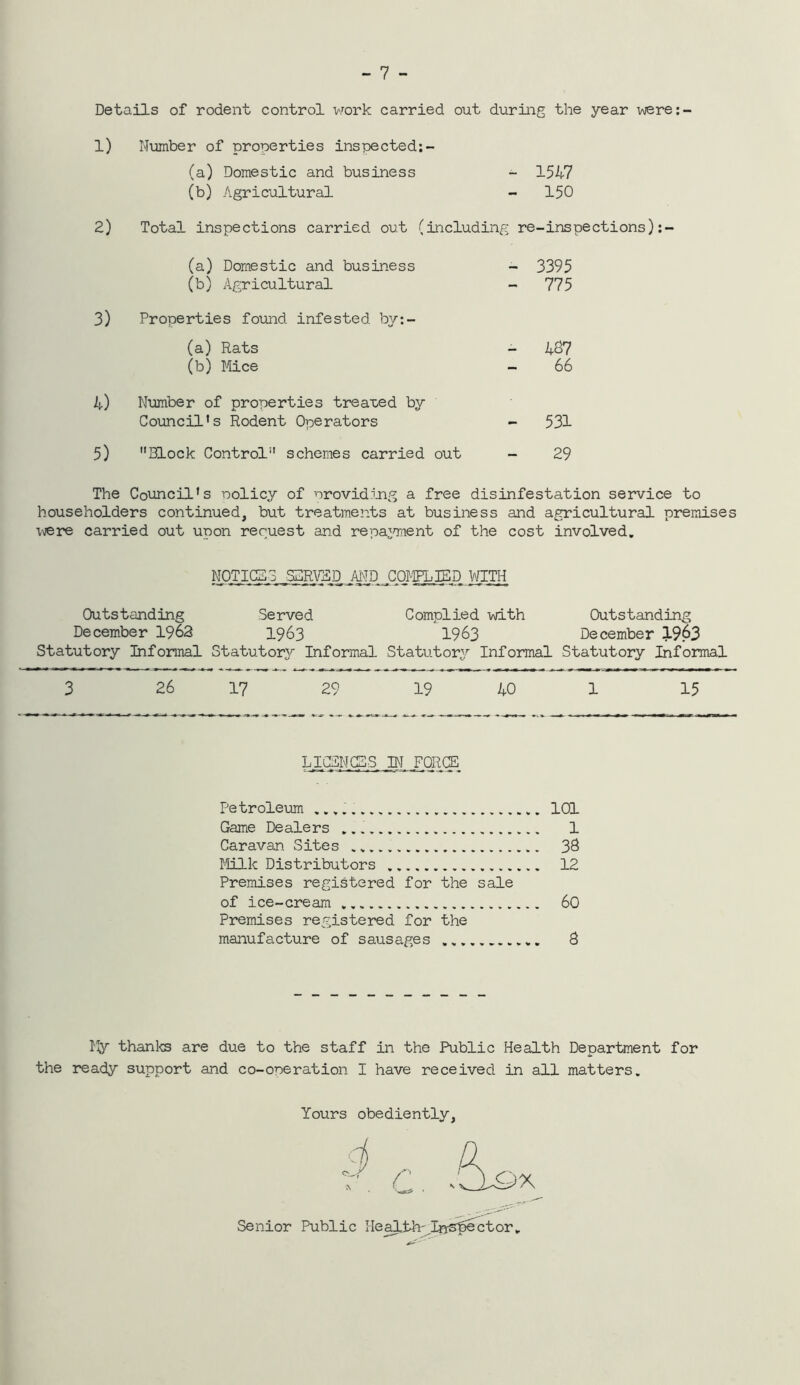 - 7 -
Details of rodent control work carried out during the year were:-
1) Number of properties inspected:-
(a) Domestic and business - 1547
(b) Agricultural - 150
2) Total inspections carried out (including re-inspections):-
(a) Domestic and business - 3395
(b) Agricultural - 775
3) Properties found infested by:-
(a) Rats - 487
(b) Mice - 66
4) Number of properties treated by
Council's Rodent Operators - 531
5) "Block Control" schemes carried out - 29
The Council's policy of providing a free disinfestation service to
householders continued, but treatments at business and agricultural premises
were carried out upon request and repayment of the cost involved.
NOTICES SERVED AND COMPLIED WITH
Outstanding Served Complied with Outstanding
December 1962 1963 1963 December 1963
Statutory Informal Statutory Informal Statutory Informal Statutory Informal
3 26 17 29 19 40 1 15
LICENCES IN FORCE
Petroleum ......................... 101
Game Dealers ...................... 1
Caravan Sites ..................... 38
Milk Distributors ................. 12
Premises registered for the sale
of ice-cream ...................... 60
Premises registered for the
manufacture of sausages ........... 8
- - - - - - - - - - -
My thanks are due to the staff in the Public Health Department for
the ready support and co-operation I have received in all matters.
Yours obediently,
Senior Public Health Inspector.